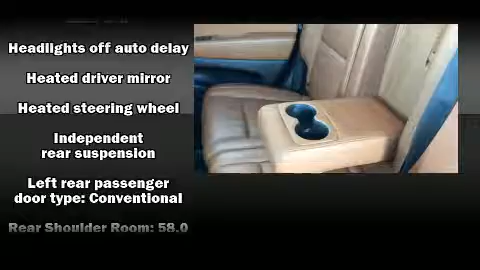 Headlights off auto delay
Heated driver mirror
Heated steering wheel
Independent
rear suspension
Left rear passenger
door type: Conventional
Rear Shoulder Room: 58.0